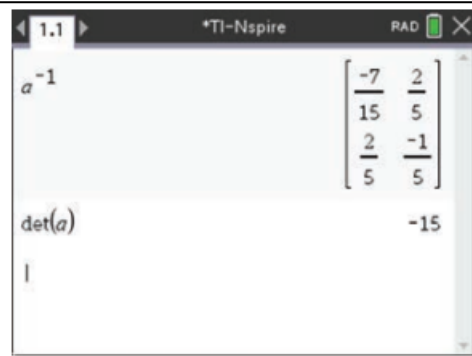 1.1 *TI-Nspire RAD
a⁻¹ [-7/15 2/5
2/5 -1/5]
det(a) -15